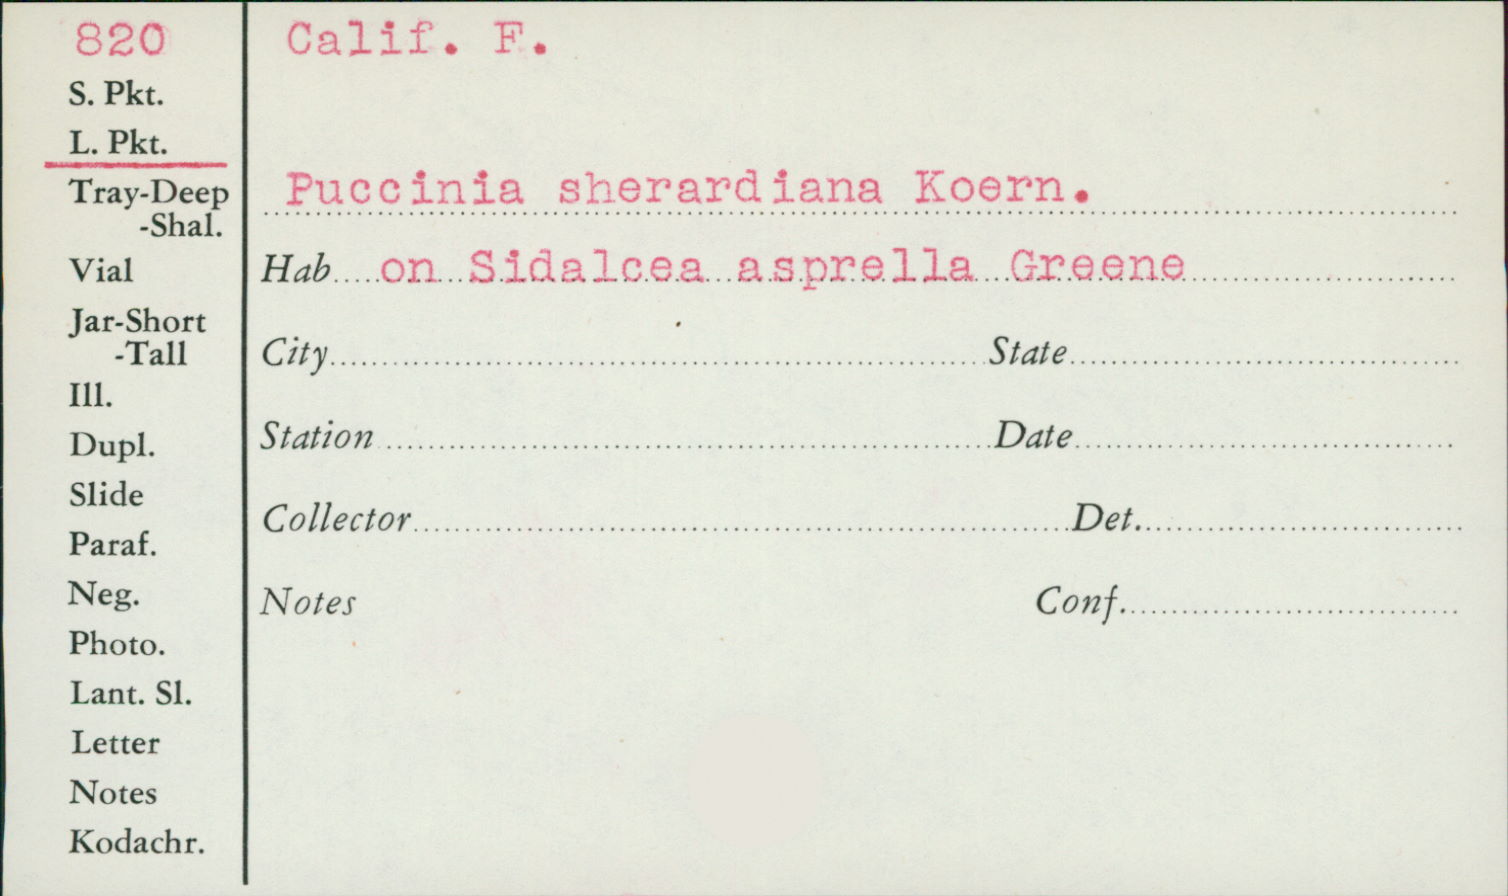 820
S. Pkt.
L. Pkt.
Tray-Deep
-Shal.
Vial
Jar-Short
-Tall
Ill.
Dupl.
Slide
Paraf.
Neg.
Photo.
Lant. Sl.
Letter
Notes
Kodachr.
Calif. F.
Puccinia sherardiana Koern.
Hab on Sidalcea asprella Greene
City State
Station Date
Collector Det.
Notes Conf.